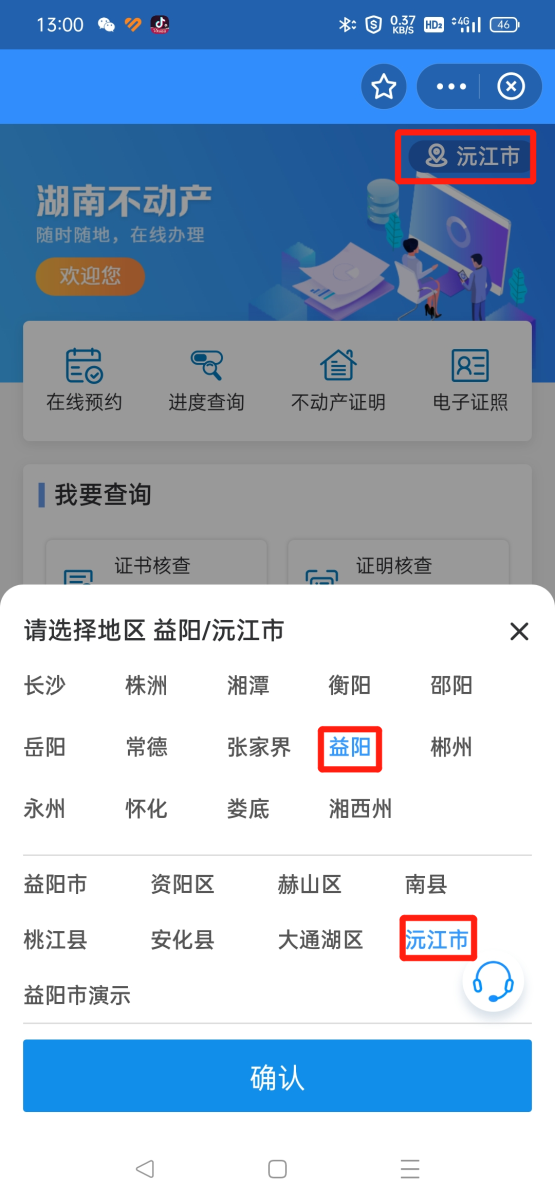 13:00 0.37 KB/S HD2 4G 46
沅江市
湖南不动产
随时随地，在线办理
欢迎您
在线预约 进度查询 不动产证明 电子证照
我要查询
证书核查 证明核查
请选择地区 益阳/沅江市
长沙 株洲 湘潭 衡阳 邵阳
岳阳 常德 张家界 益阳 郴州
永州 怀化 娄底 湘西州
益阳市 资阳区 赫山区 南县
桃江县 安化县 大通湖区 沅江市
益阳市演示
确认